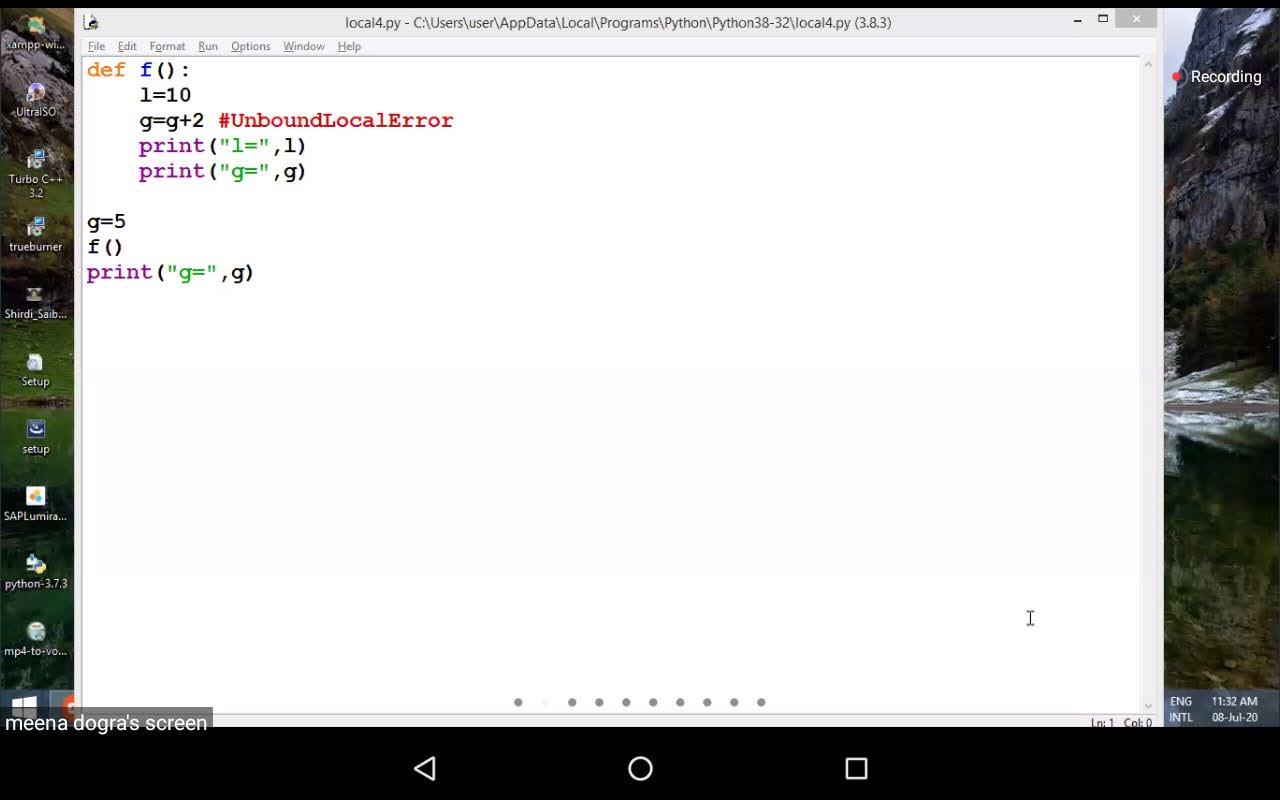 local4.py - C:\Users\user\AppData\Local\Programs\Python\Python38-32\local4.py (3.8.3)
File Edit Format Run Options Window Help
def f():
    l=10
    g=g+2 #UnboundLocalError
    print("l=",l)
    print("g=",g)
g=5
f()
print("g=",g)
xampp-wi...
UltraISO
Turbo C++
3.2
trueburner
Shirdi_Saib...
Setup
setup
SAPLumira...
python-3.7.3
mp4-to-vo...
Recording
meena dogra's screen
Ln: 1 Col: 0
ENG 11:32 AM
INTL 08-Jul-20